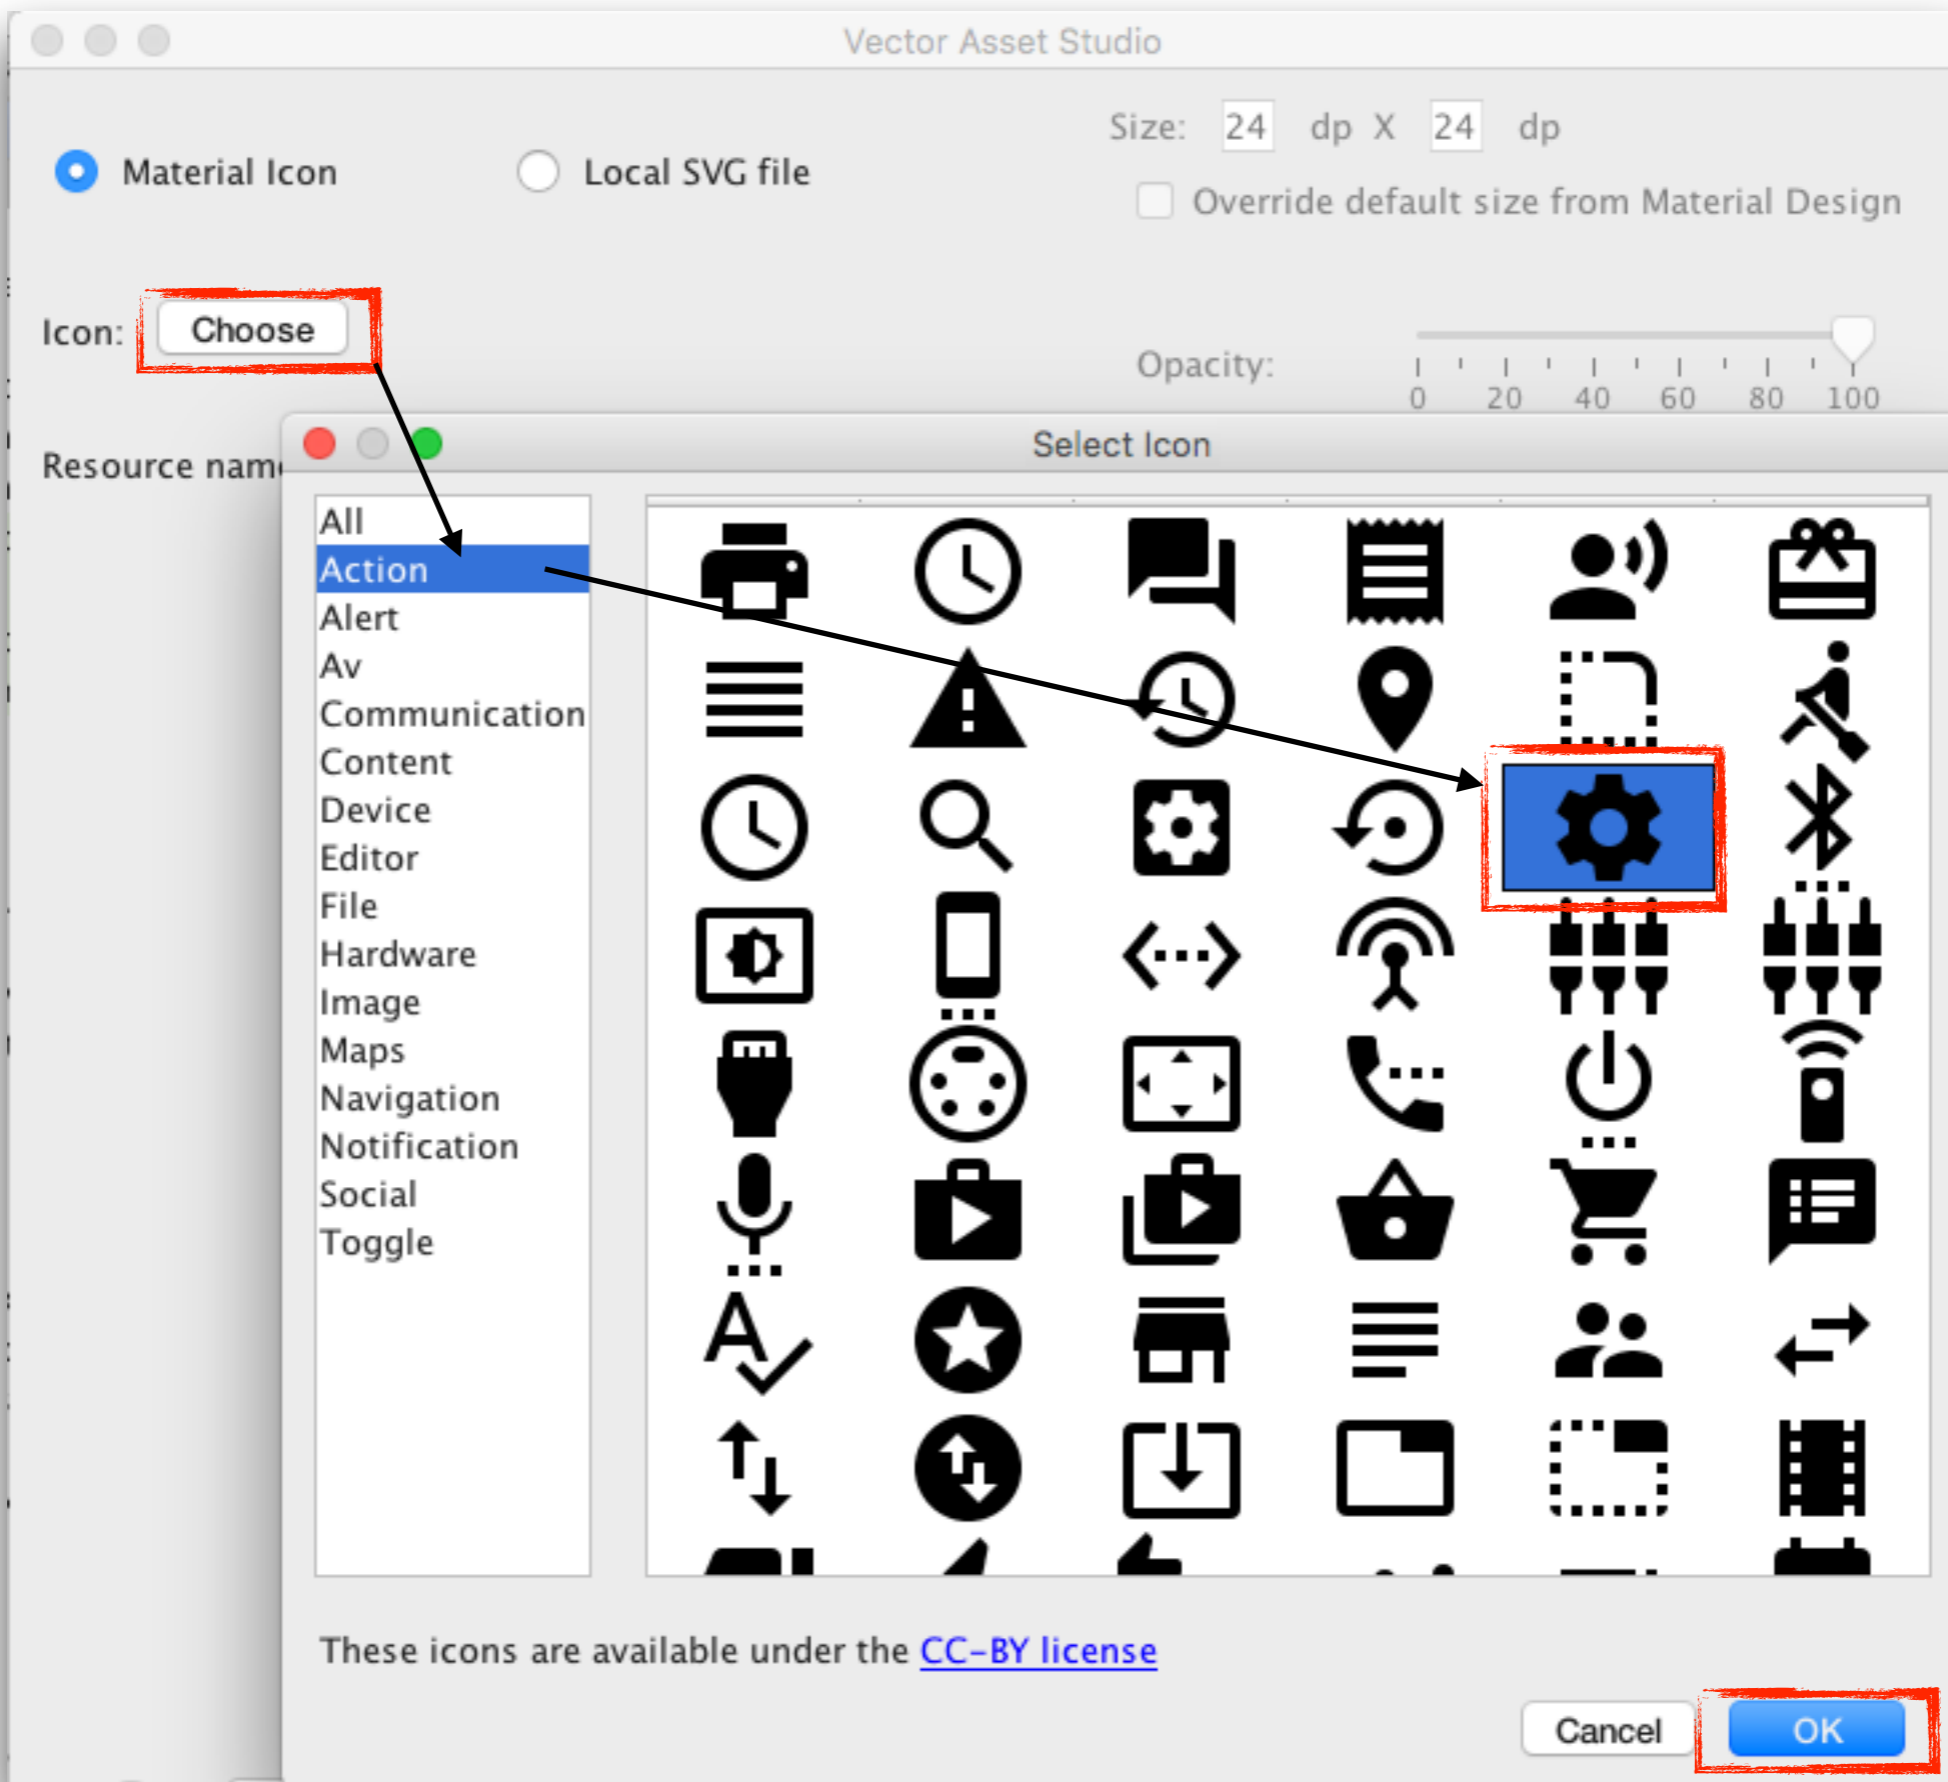 Vector Asset Studio
Size: 24 dp X 24 dp
Material Icon
Local SVG file
Override default size from Material Design
Icon: Choose
Opacity:
0 20 40 60 80 100
Select Icon
Resource nam
All
Action
Alert
Av
Communication
Content
Device
Editor
File
Hardware
Image
Maps
Navigation
Notification
Social
Toggle
These icons are available under the CC-BY license
Cancel
OK